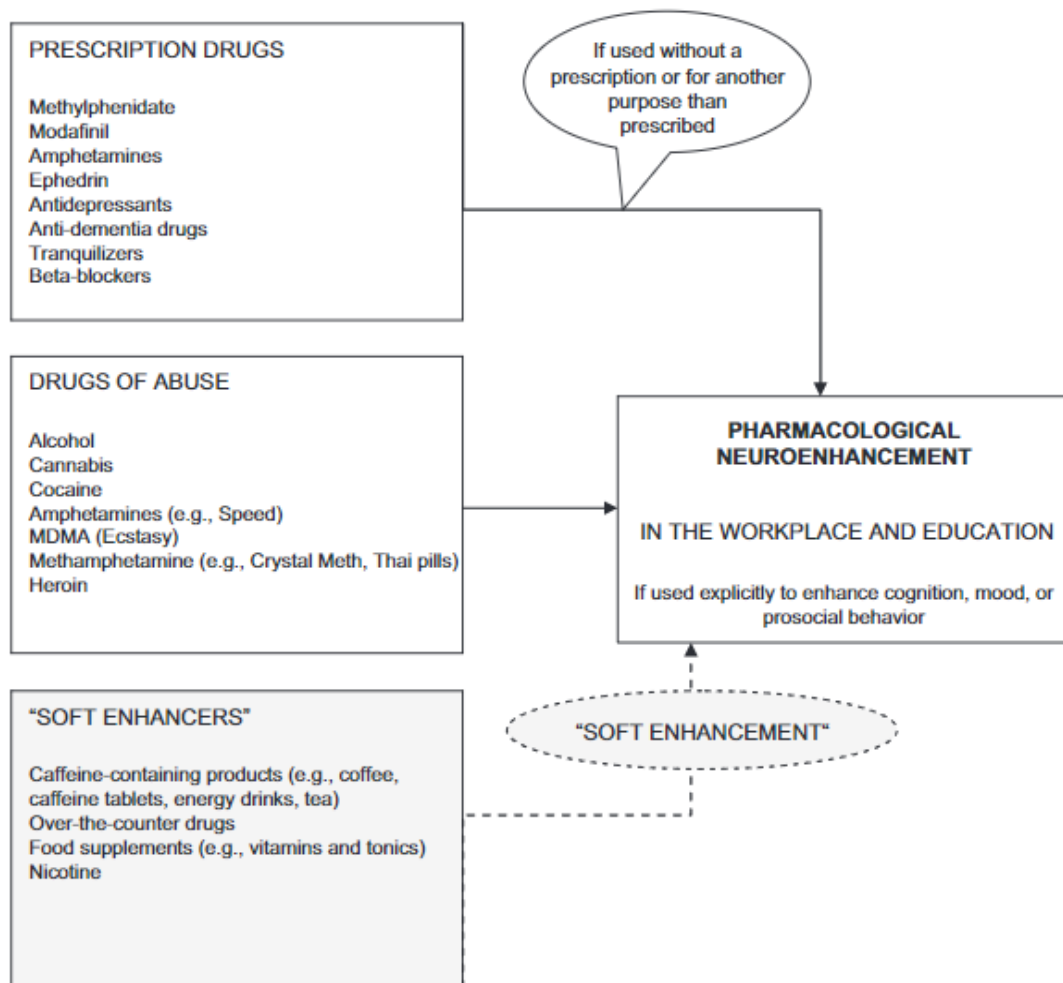 PRESCRIPTION DRUGS
Methylphenidate
Modafinil
Amphetamines
Ephedrin
Antidepressants
Anti-dementia drugs
Tranquilizers
Beta-blockers
If used without a
prescription or for another
purpose than
prescribed
DRUGS OF ABUSE
Alcohol
Cannabis
Cocaine
Amphetamines (e.g., Speed)
MDMA (Ecstasy)
Methamphetamine (e.g., Crystal Meth, Thai pills)
Heroin
PHARMACOLOGICAL
NEUROENHANCEMENT
IN THE WORKPLACE AND EDUCATION
If used explicitly to enhance cognition, mood, or
prosocial behavior
"SOFT ENHANCERS"
Caffeine-containing products (e.g., coffee,
caffeine tablets, energy drinks, tea)
Over-the-counter drugs
Food supplements (e.g., vitamins and tonics)
Nicotine
"SOFT ENHANCEMENT"